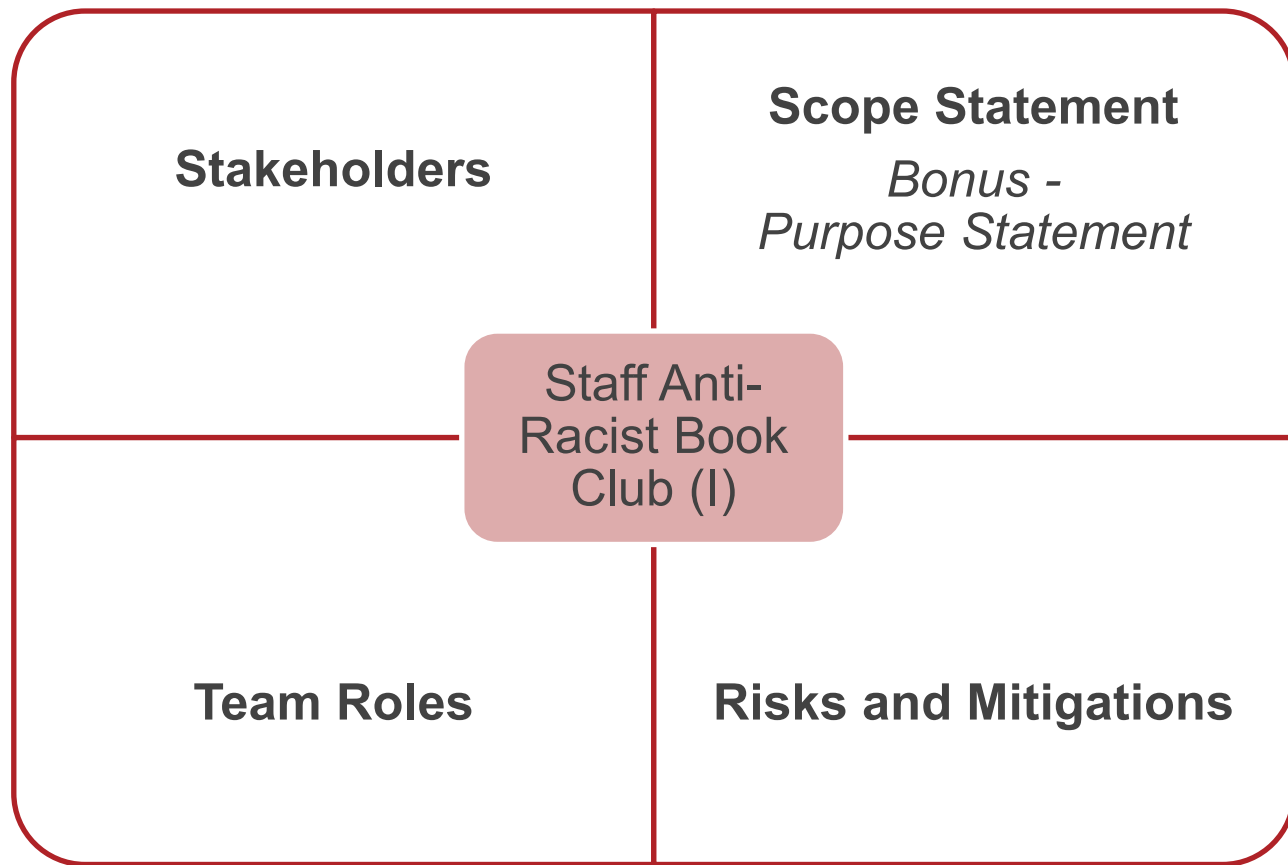 Stakeholders
Scope Statement
Bonus -
Purpose Statement
Staff Anti-
Racist Book
Club (I)
Team Roles
Risks and Mitigations